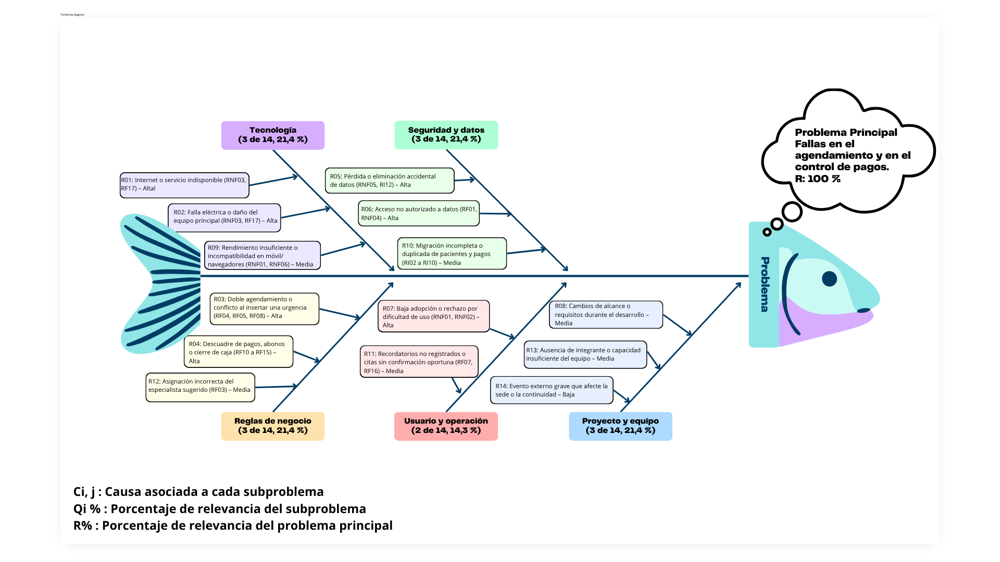 Fishbone diagram
Problema Principal
Fallas en el
agendamiento y en el
control de pagos.
R: 100 %
Tecnología
(3 de 14, 21,4 %)
Seguridad y datos
(3 de 14, 21,4 %)
R01: Internet o servicio indisponible (RNF03,
RF17) – Altal
R02: Falla eléctrica o daño del
equipo principal (RNF03, RF17) – Alta
R09: Rendimiento insuficiente o
incompatibilidad en móvil/
navegadores (RNF01, RNF06) – Media
R05: Pérdida o eliminación accidental
de datos (RNF05, RI12) – Alta
R06: Acceso no autorizado a datos (RF01,
RNF04) – Alta
R10: Migración incompleta o
duplicada de pacientes y pagos
(RI02 a RI10) – Media
Problema
R03: Doble agendamiento o
conflicto al insertar una urgencia
(RF04, RF05, RF08) – Alta
R04: Descuadre de pagos, abonos
o cierre de caja (RF10 a RF15) –
Alta
R12: Asignación incorrecta del
especialista sugerido (RF03) – Media
R07: Baja adopción o rechazo por
dificultad de uso (RNF01, RNF02) –
Alta
R11: Recordatorios no registrados o
citas sin confirmación oportuna (RF07,
RF16) – Media
R08: Cambios de alcance o
requisitos durante el desarrollo –
Media
R13: Ausencia de integrante o capacidad
insuficiente del equipo – Media
R14: Evento externo grave que afecte la
sede o la continuidad – Baja
Reglas de negocio
(3 de 14, 21,4 %)
Usuario y operación
(2 de 14, 14,3 %)
Proyecto y equipo
(3 de 14, 21,4 %)
Ci, j : Causa asociada a cada subproblema
Qi % : Porcentaje de relevancia del subproblema
R% : Porcentaje de relevancia del problema principal